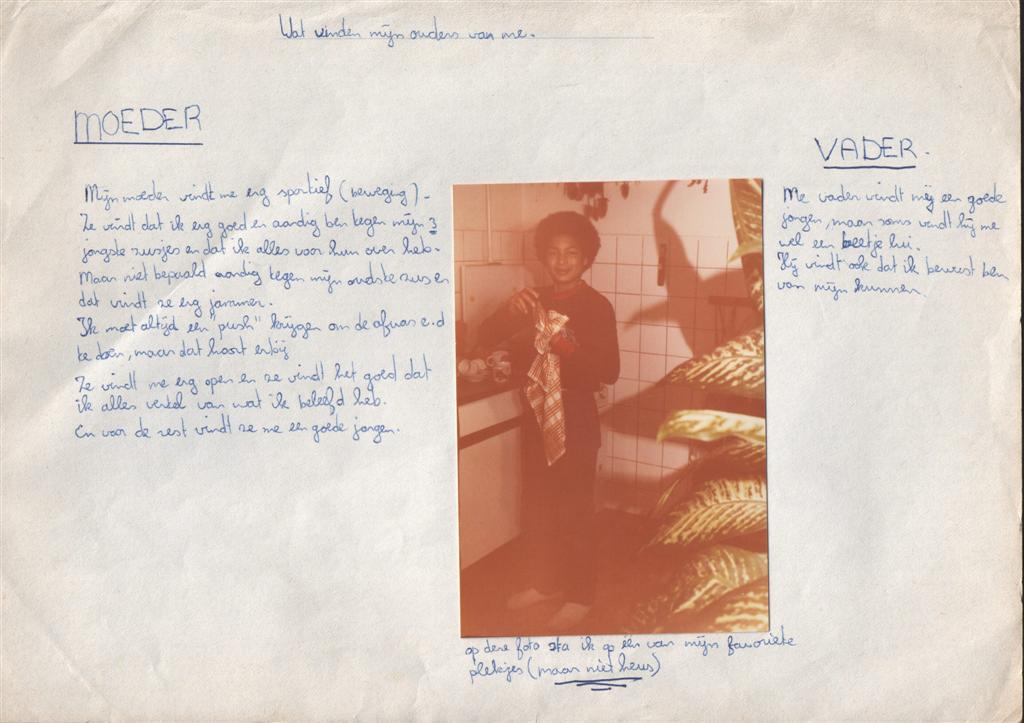 Wat vinden mijn ouders van me.
MOEDER
Mijn moeder vindt me erg sportief (beweging).
Ze vindt dat ik erg goed en aardig ben tegen mijn 3
jongste zusjes en dat ik alles voor hun over heb.
Maar niet bepaald aardig tegen mijn oudste zus en
dat vindt ze erg jammer.
Ik moet altijd een "push" krijgen om de afwas e.d
te doen, maar dat hoort erbij
Ze vindt me erg open en ze vindt het goed dat
ik alles vertel van wat ik beleefd heb.
En voor de rest vindt ze me een goede jongen.
VADER.
Me vader vindt mij een goede
jongen, maar soms vindt hij me
wel een beetje lui.
Hij vindt ook dat ik bewust ben
van mijn kunnen.
op deze foto sta ik op één van mijn favoriete
plekjes (maar niet heus)